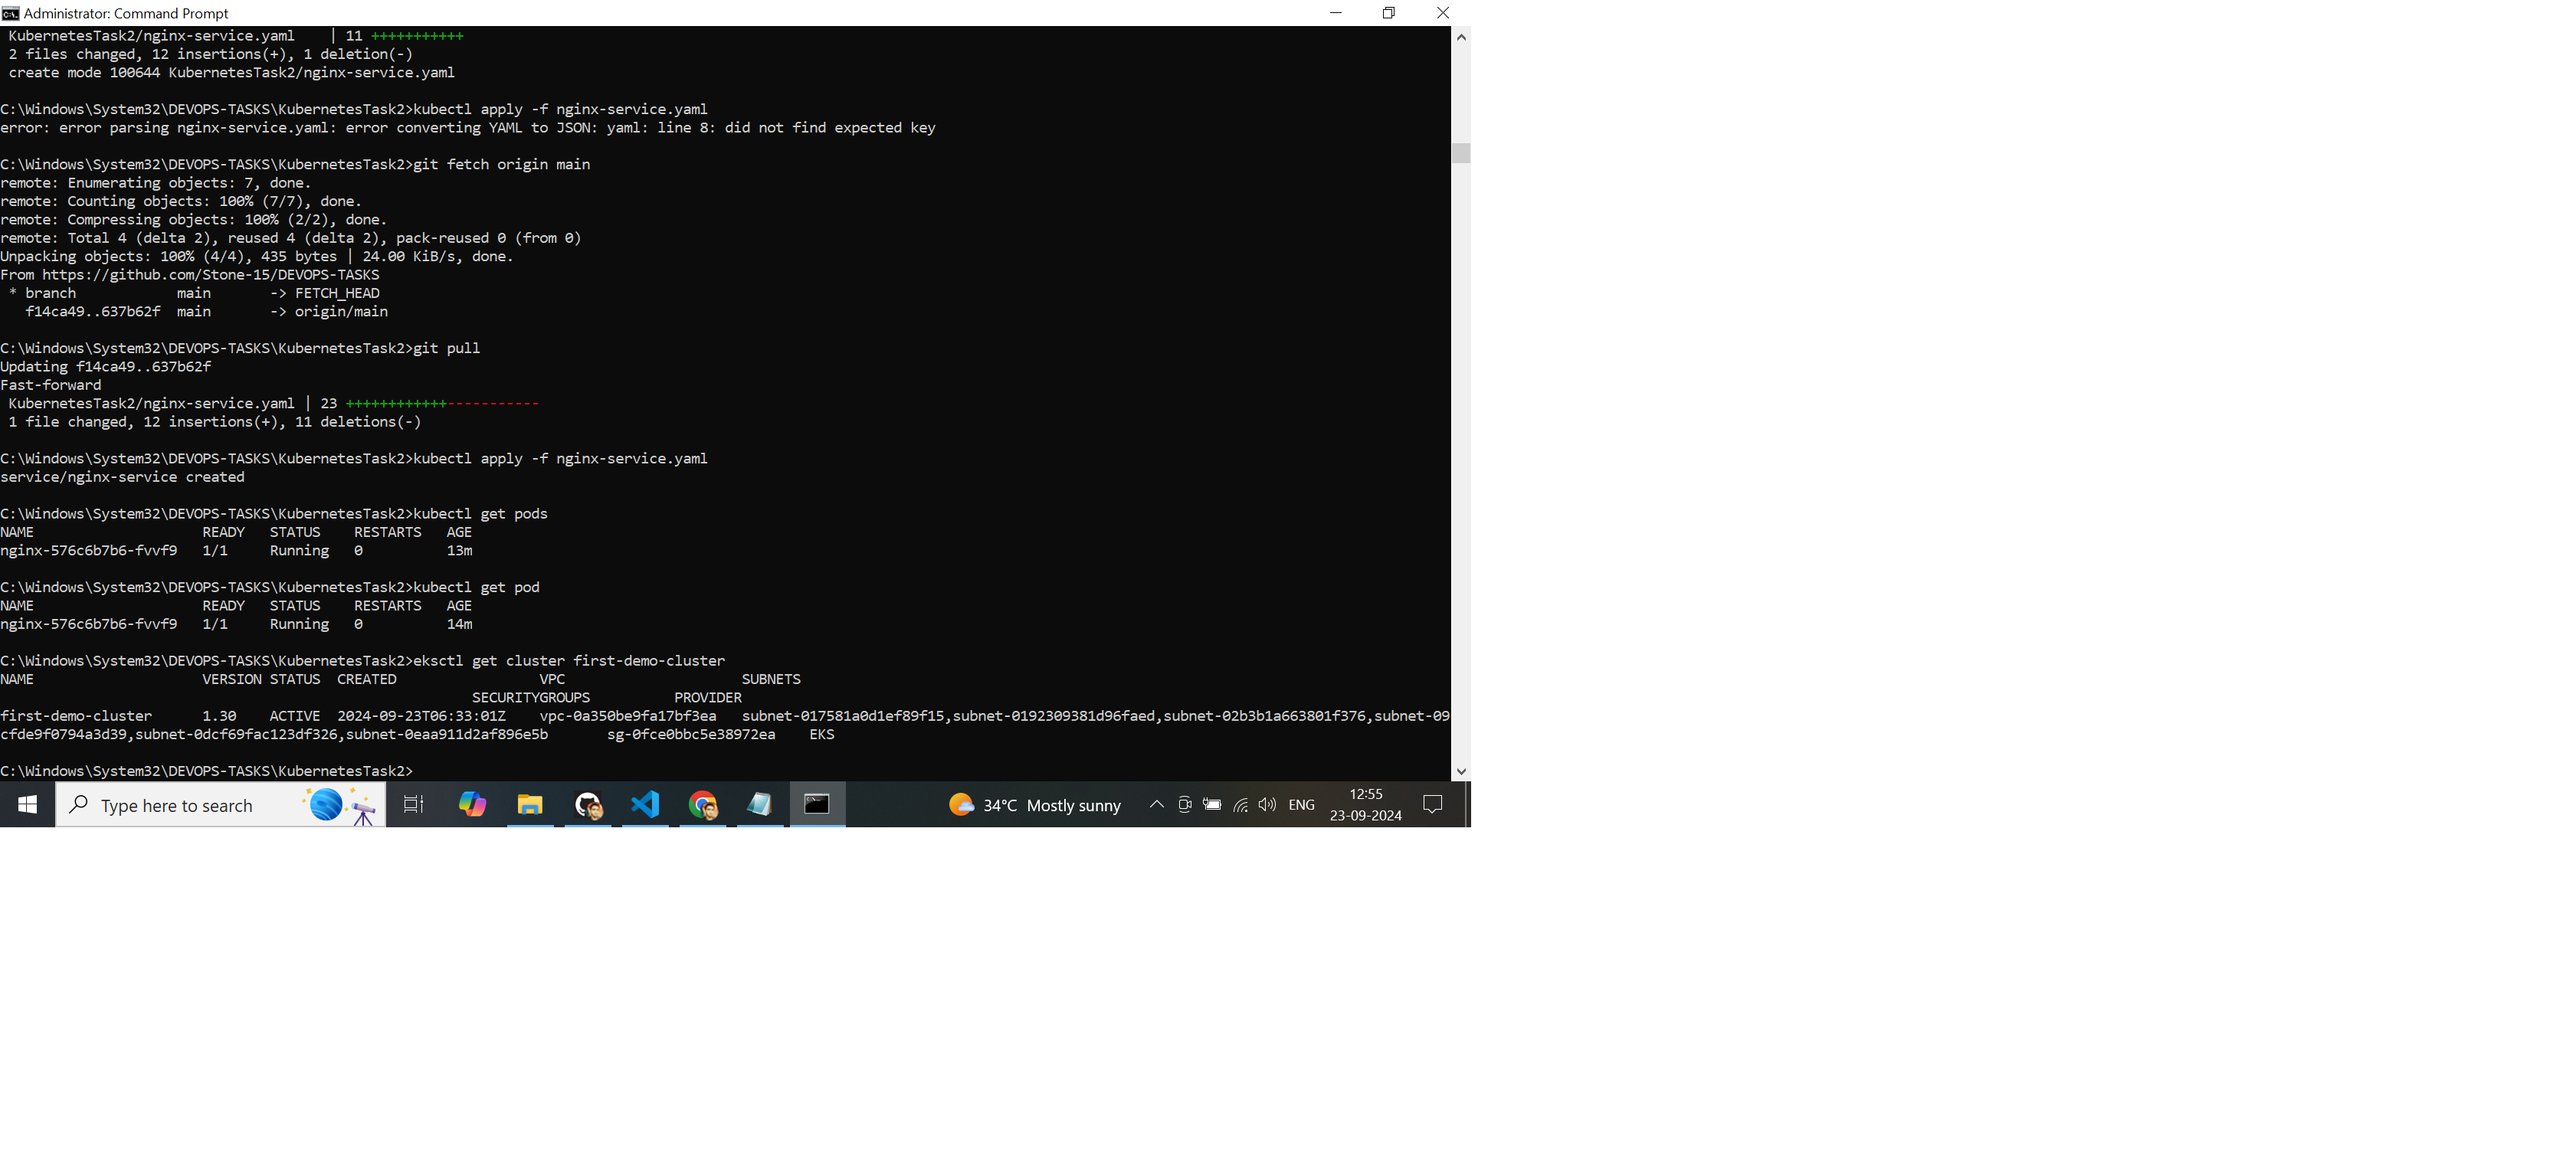 Administrator: Command Prompt
KubernetesTask2/nginx-service.yaml    | 11 +++++++++++
2 files changed, 12 insertions(+), 1 deletion(-)
create mode 100644 KubernetesTask2/nginx-service.yaml
C:\Windows\System32\DEVOPS-TASKS\KubernetesTask2>kubectl apply -f nginx-service.yaml
error: error parsing nginx-service.yaml: error converting YAML to JSON: yaml: line 8: did not find expected key
C:\Windows\System32\DEVOPS-TASKS\KubernetesTask2>git fetch origin main
remote: Enumerating objects: 7, done.
remote: Counting objects: 100% (7/7), done.
remote: Compressing objects: 100% (2/2), done.
remote: Total 4 (delta 2), reused 4 (delta 2), pack-reused 0 (from 0)
Unpacking objects: 100% (4/4), 435 bytes | 24.00 KiB/s, done.
From https://github.com/Stone-15/DEVOPS-TASKS
* branch            main       -> FETCH_HEAD
f14ca49..637b62f  main       -> origin/main
C:\Windows\System32\DEVOPS-TASKS\KubernetesTask2>git pull
Updating f14ca49..637b62f
Fast-forward
KubernetesTask2/nginx-service.yaml | 23 ++++++++++++-----------
1 file changed, 12 insertions(+), 11 deletions(-)
C:\Windows\System32\DEVOPS-TASKS\KubernetesTask2>kubectl apply -f nginx-service.yaml
service/nginx-service created
C:\Windows\System32\DEVOPS-TASKS\KubernetesTask2>kubectl get pods
NAME                    READY   STATUS    RESTARTS   AGE
nginx-576c6b7b6-fvvf9   1/1     Running   0          13m
C:\Windows\System32\DEVOPS-TASKS\KubernetesTask2>kubectl get pod
NAME                    READY   STATUS    RESTARTS   AGE
nginx-576c6b7b6-fvvf9   1/1     Running   0          14m
C:\Windows\System32\DEVOPS-TASKS\KubernetesTask2>eksctl get cluster first-demo-cluster
NAME                    VERSION STATUS  CREATED                 VPC                     SUBNETS
SECURITYGROUPS          PROVIDER
first-demo-cluster      1.30    ACTIVE  2024-09-23T06:33:01Z    vpc-0a350be9fa17bf3ea   subnet-017581a0d1ef89f15,subnet-0192309381d96faed,subnet-02b3b1a663801f376,subnet-09
cfde9f0794a3d39,subnet-0dcf69fac123df326,subnet-0eaa911d2af896e5b       sg-0fce0bbc5e38972ea    EKS
C:\Windows\System32\DEVOPS-TASKS\KubernetesTask2>
Type here to search
34°C Mostly sunny
ENG
12:55
23-09-2024